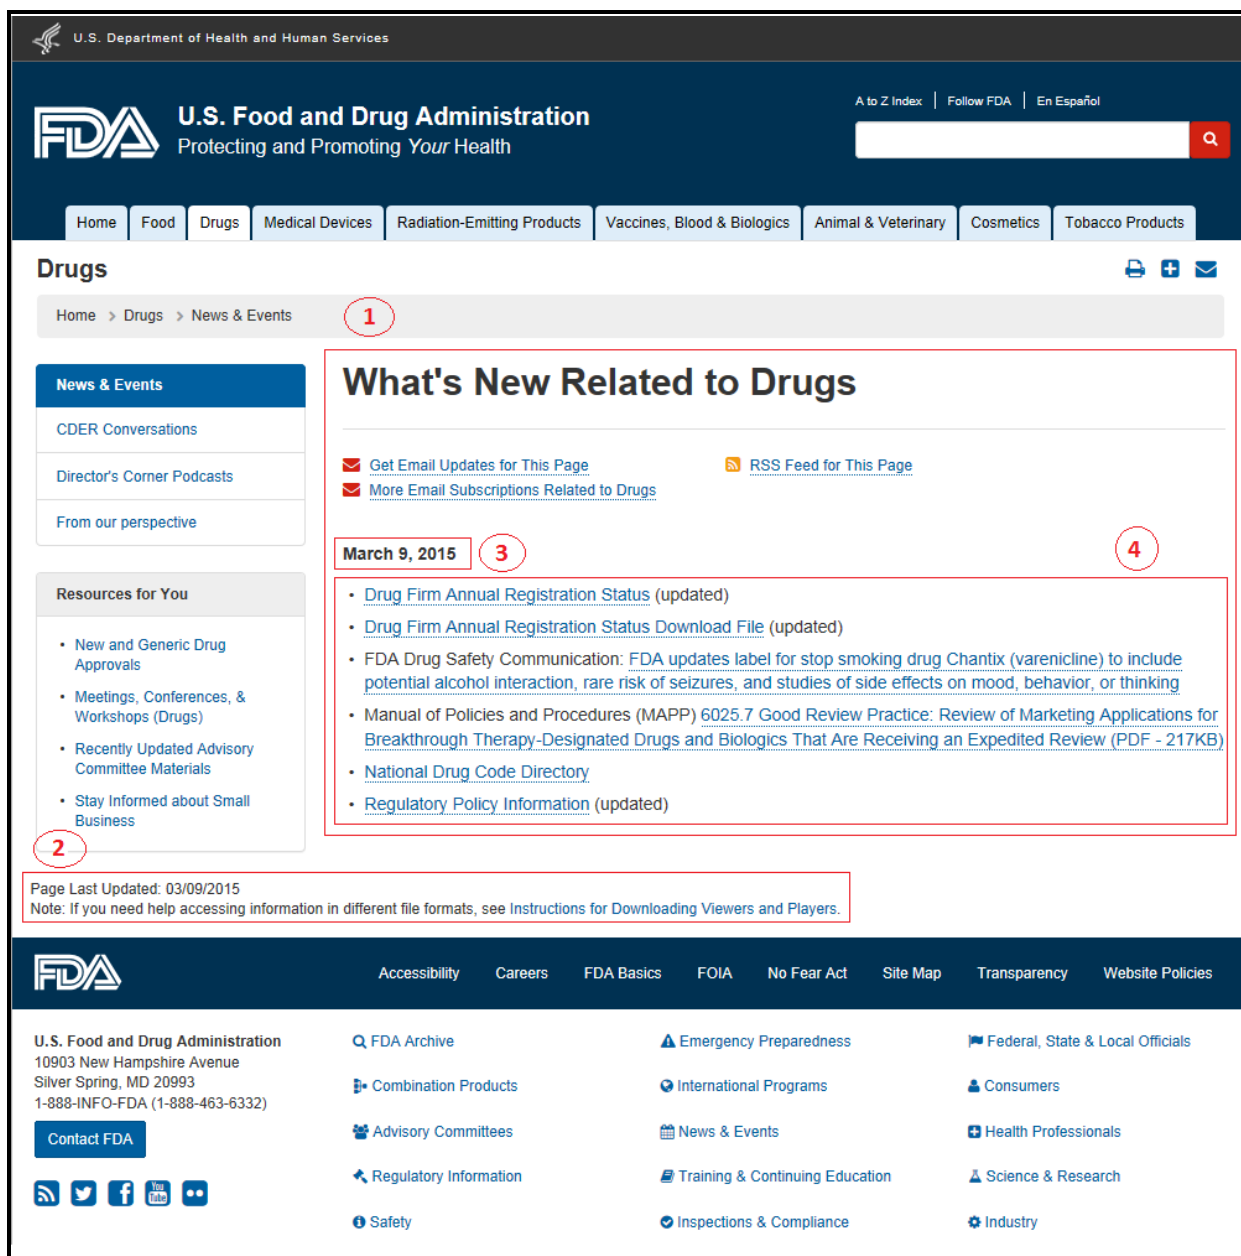 U.S. Department of Health and Human Services
FDA
U.S. Food and Drug Administration
Protecting and Promoting Your Health
A to Z Index | Follow FDA | En Español
Home Food Drugs Medical Devices Radiation-Emitting Products Vaccines, Blood & Biologics Animal & Veterinary Cosmetics Tobacco Products
Drugs
Home > Drugs > News & Events
1
News & Events
CDER Conversations
Director's Corner Podcasts
From our perspective
Resources for You
• New and Generic Drug
Approvals
• Meetings, Conferences, &
Workshops (Drugs)
• Recently Updated Advisory
Committee Materials
• Stay Informed about Small
Business
2
What's New Related to Drugs
Get Email Updates for This Page
RSS Feed for This Page
More Email Subscriptions Related to Drugs
March 9, 2015
3
4
• Drug Firm Annual Registration Status (updated)
• Drug Firm Annual Registration Status Download File (updated)
• FDA Drug Safety Communication: FDA updates label for stop smoking drug Chantix (varenicline) to include
potential alcohol interaction, rare risk of seizures, and studies of side effects on mood, behavior, or thinking
• Manual of Policies and Procedures (MAPP) 6025.7 Good Review Practice: Review of Marketing Applications for
Breakthrough Therapy-Designated Drugs and Biologics That Are Receiving an Expedited Review (PDF - 217KB)
• National Drug Code Directory
• Regulatory Policy Information (updated)
Page Last Updated: 03/09/2015
Note: If you need help accessing information in different file formats, see Instructions for Downloading Viewers and Players.
FDA
Accessibility Careers FDA Basics FOIA No Fear Act Site Map Transparency Website Policies
U.S. Food and Drug Administration
10903 New Hampshire Avenue
Silver Spring, MD 20993
1-888-INFO-FDA (1-888-463-6332)
Contact FDA
You
Tube
FDA Archive
Combination Products
Advisory Committees
Regulatory Information
Safety
Emergency Preparedness
International Programs
News & Events
Training & Continuing Education
Inspections & Compliance
Federal, State & Local Officials
Consumers
Health Professionals
Science & Research
Industry